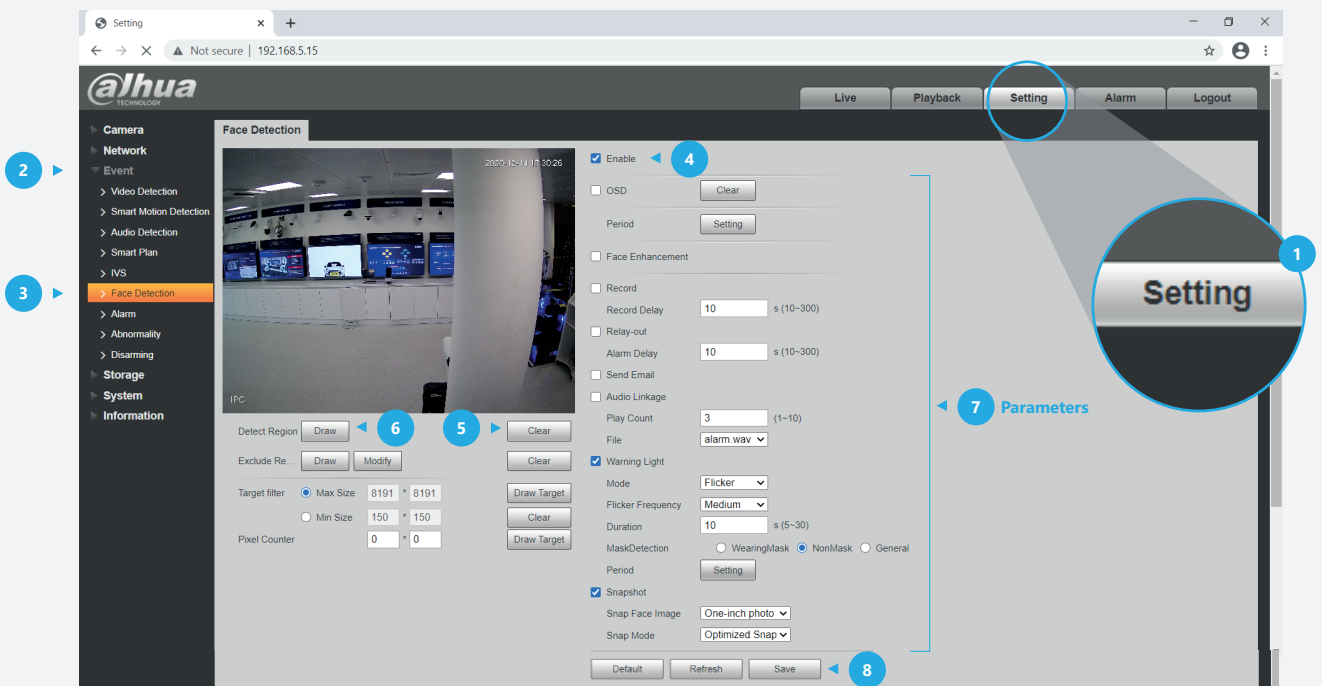 Setting
Not secure | 192.168.5.15
alhua
TECHNOLOGY
Live Playback Setting Alarm Logout
Camera
Network
2
Event
Video Detection
Smart Motion Detection
Audio Detection
Smart Plan
IVS
3
Face Detection
Alarm
Abnormality
Disarming
Storage
System
Information
Face Detection
IPC
Detect Region Draw 6 5 Clear
Exclude Re... Draw Modify Clear
Target filter Max Size 8191 * 8191 Draw Target
Min Size 150 * 150 Clear
Pixel Counter 0 * 0 Draw Target
Enable 4
OSD Clear
Period Setting
Face Enhancement
Record
Record Delay 10 s (10~300)
Relay-out
Alarm Delay 10 s (10~300)
Send Email
Audio Linkage
Play Count 3 (1~10)
File alarm.wav
Warning Light
Mode Flicker
Flicker Frequency Medium
Duration 10 s (5~30)
MaskDetection WearingMask NonMask General
Period Setting
Snapshot
Snap Face Image One-inch photo
Snap Mode Optimized Snap
Default Refresh Save 8
7 Parameters
1
Setting